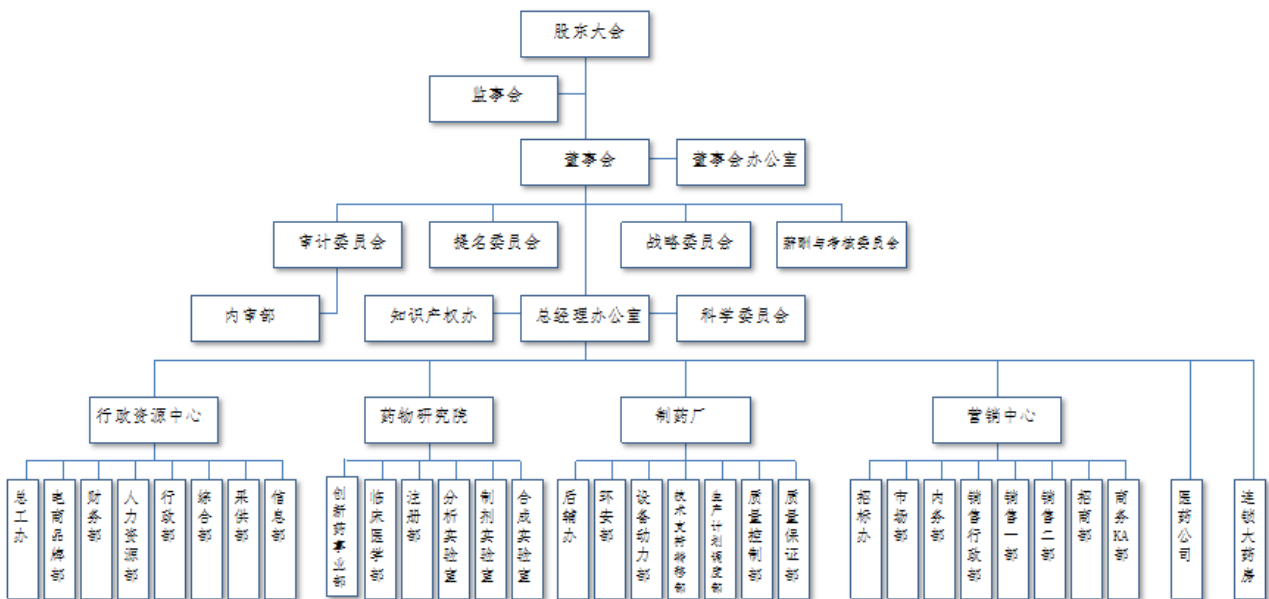 股东大会
监事会
董事会
董事会办公室
审计委员会
提名委员会
战略委员会
薪酬与考核委员会
内审部
知识产权办
总经理办公室
科学委员会
行政资源中心
药物研究院
制药厂
营销中心
总工办
电商品牌部
财务部
人力资源部
行政部
综合部
采供部
信息部
创新药事业部
临床医学部
注册部
分析实验室
制剂实验室
合成实验室
后辅办
环安部
设备动力部
技术支持转移部
生产计划调度部
质量控制部
质量保证部
招标办
市场部
内务部
销售行政部
销售一部
销售二部
招商部
商务KA部
医药公司
连锁大药房